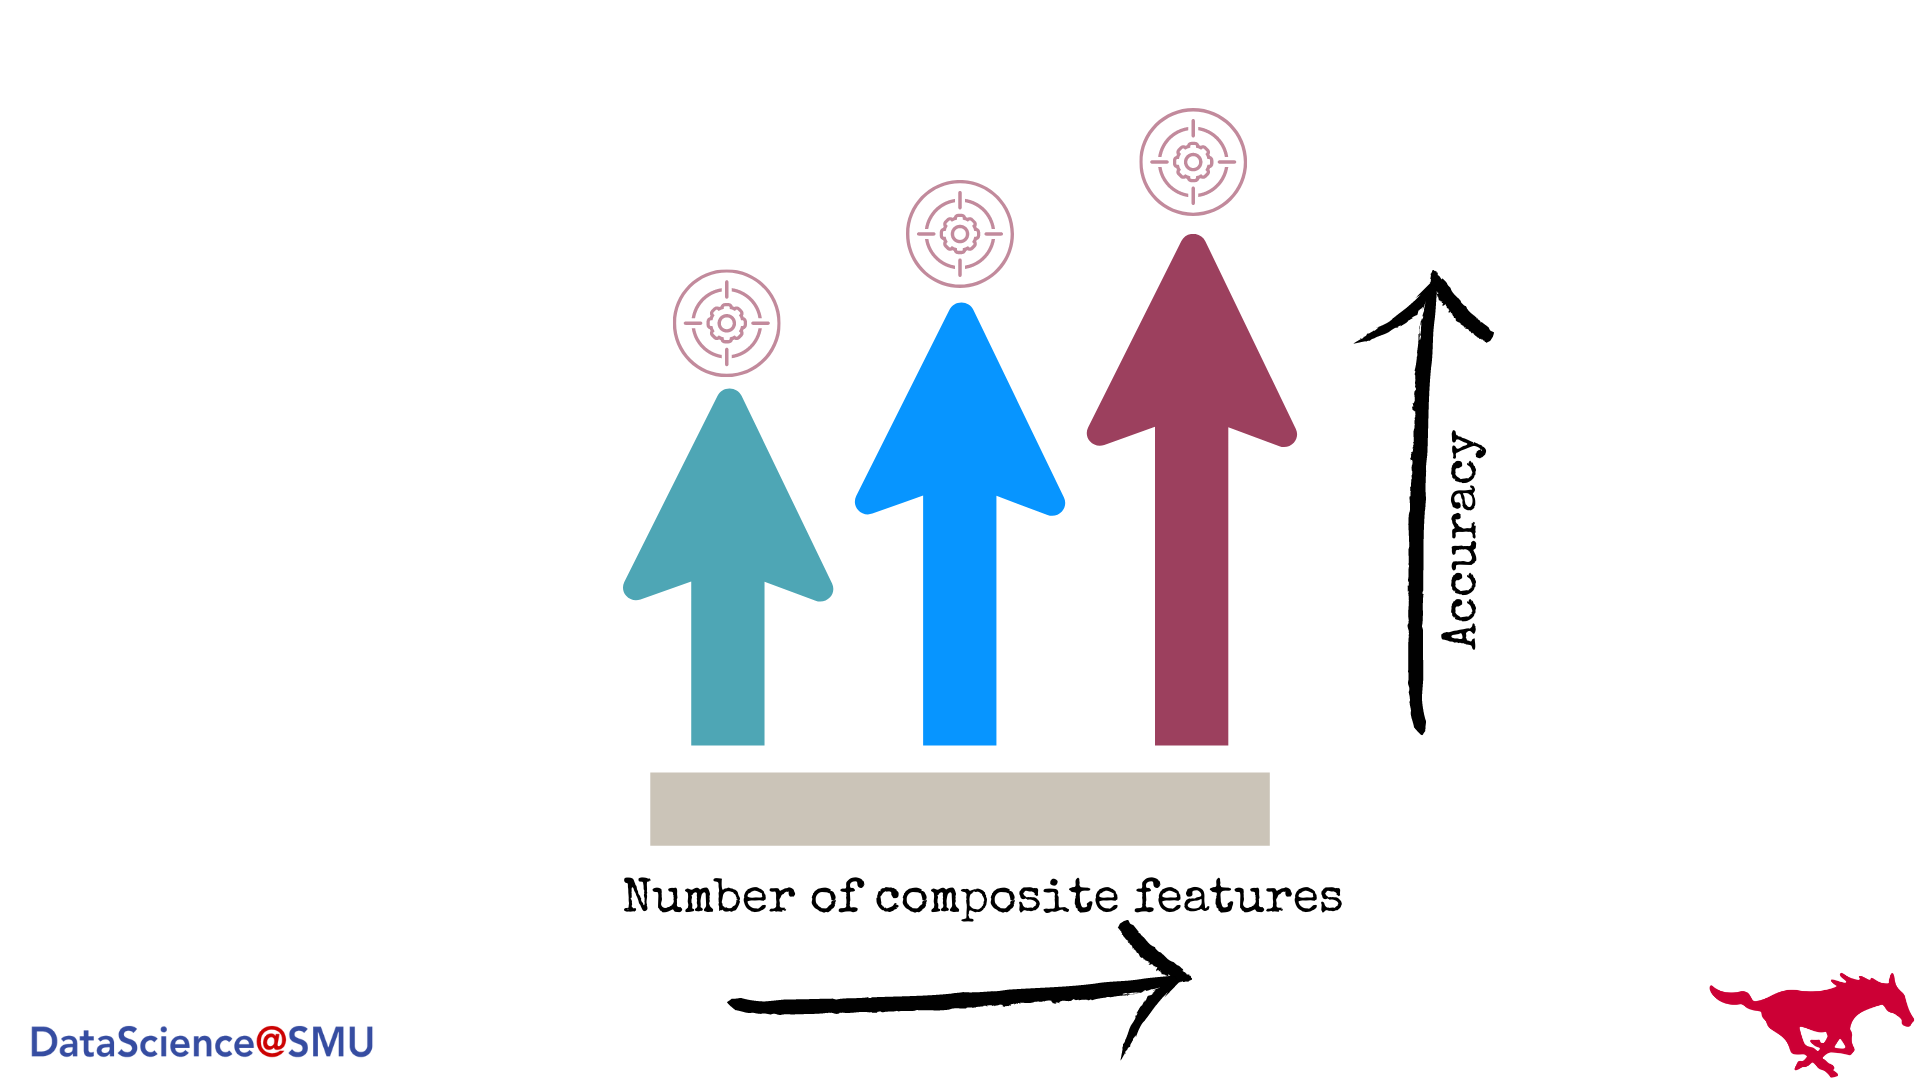 Accuracy
Number of composite features
DataScience@SMU